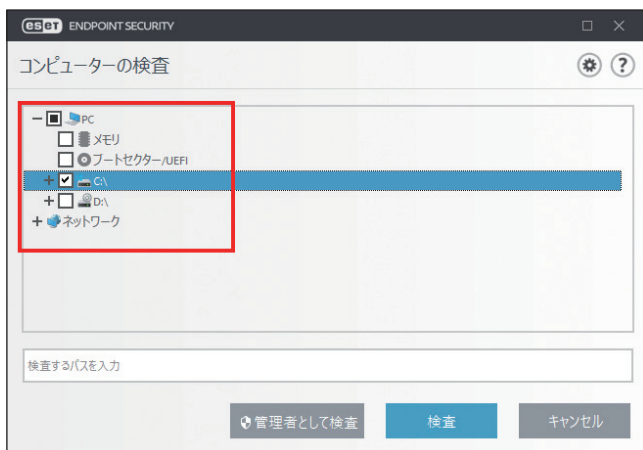 eset ENDPOINT SECURITY
コンピューターの検査
PC
メモリ
ブートセクター/UEFI
C:\
D:\
ネットワーク
検査するパスを入力
管理者として検査 検査 キャンセル